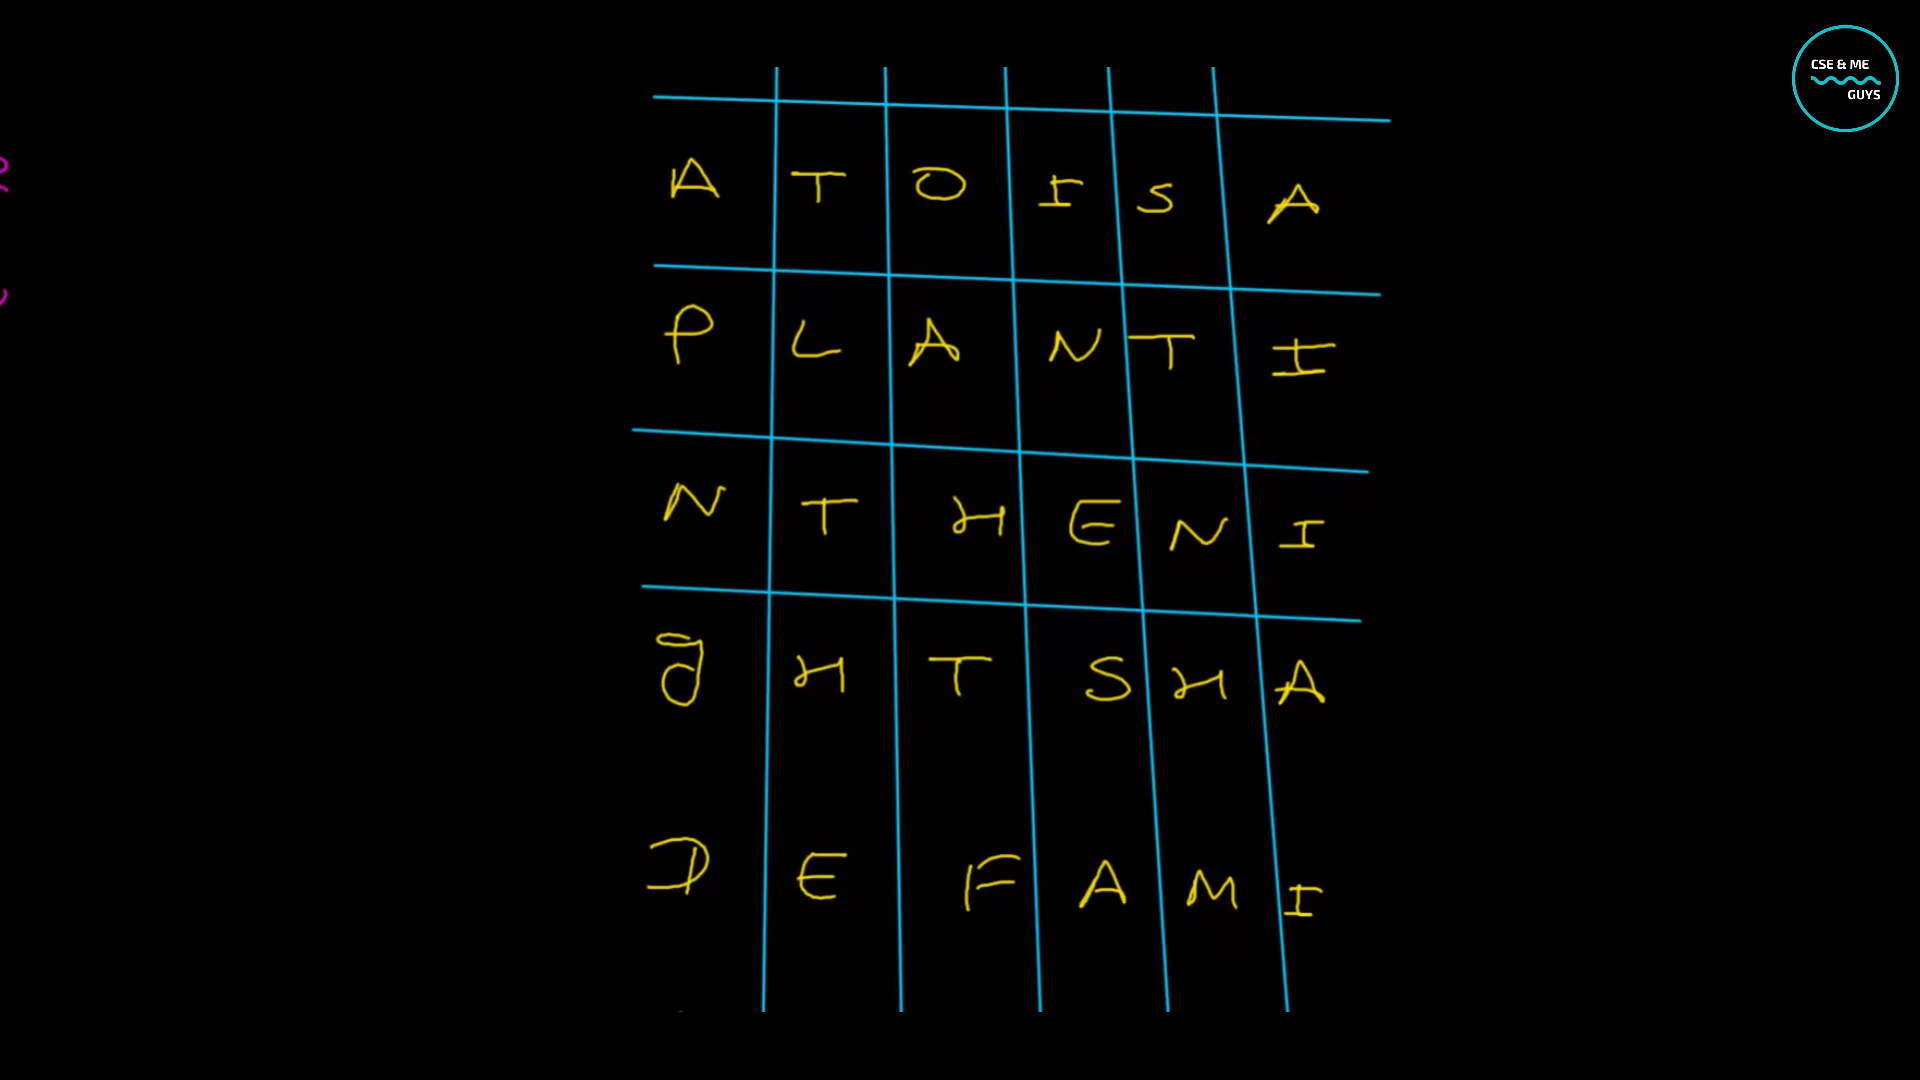 CSE & ME
GUYS
A T O I S A
P L A N T I
N T H E N I
G H T S H A
D E F A M I